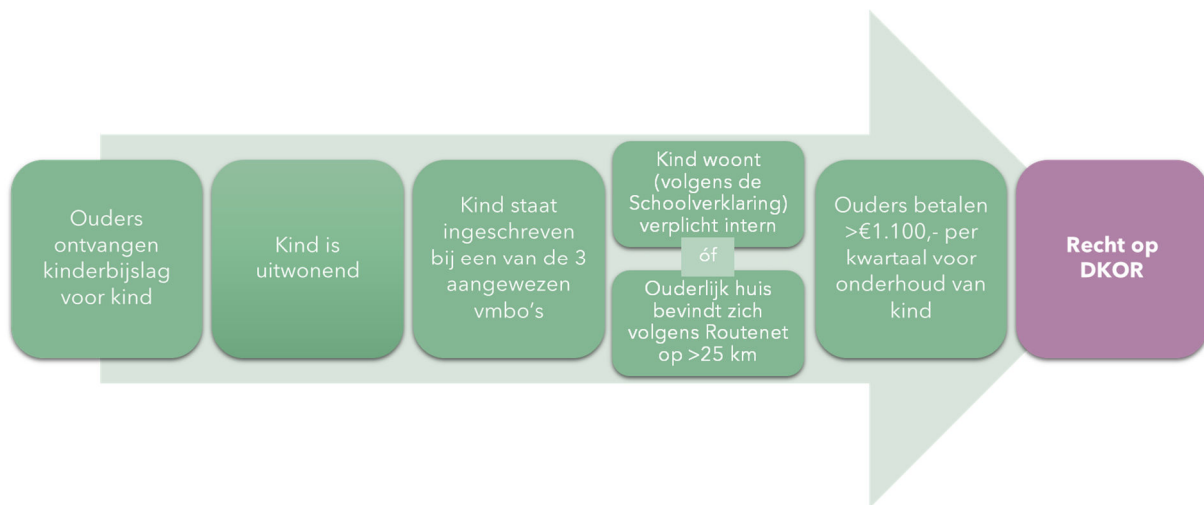 Ouders
ontvangen
kinderbijslag
voor kind
Kind is
uitwonend
Kind staat
ingeschreven
bij een van de 3
aangewezen
vmbo's
Kind woont
(volgens de
Schoolverklaring)
verplicht intern
óf
Ouderlijk huis
bevindt zich
volgens Routenet
op >25 km
Ouders betalen
>€1.100,- per
kwartaal voor
onderhoud van
kind
Recht op
DKOR